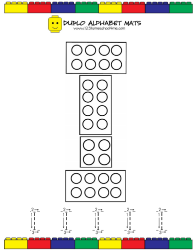 DUPLO ALPHABET MATS
www.123homeschool4me.com
I I I I I